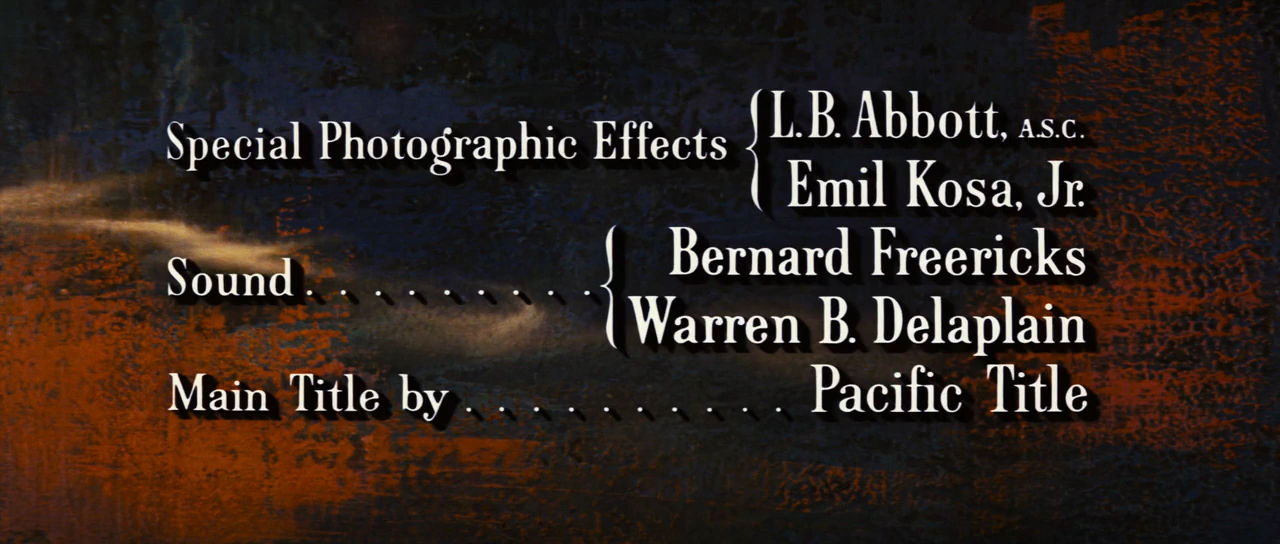 Special Photographic Effects { L. B. Abbott, A.S.C.
Emil Kosa, Jr.
Sound . . . . . . . . . { Bernard Freericks
Warren B. Delaplain
Main Title by . . . . . . . . . . Pacific Title